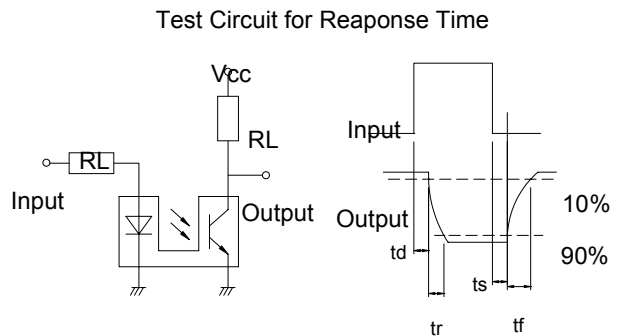 Test Circuit for Reaponse Time
Vcc
RL
RL
Input
Output
Input
Output
10%
90%
td
ts
tr
tf